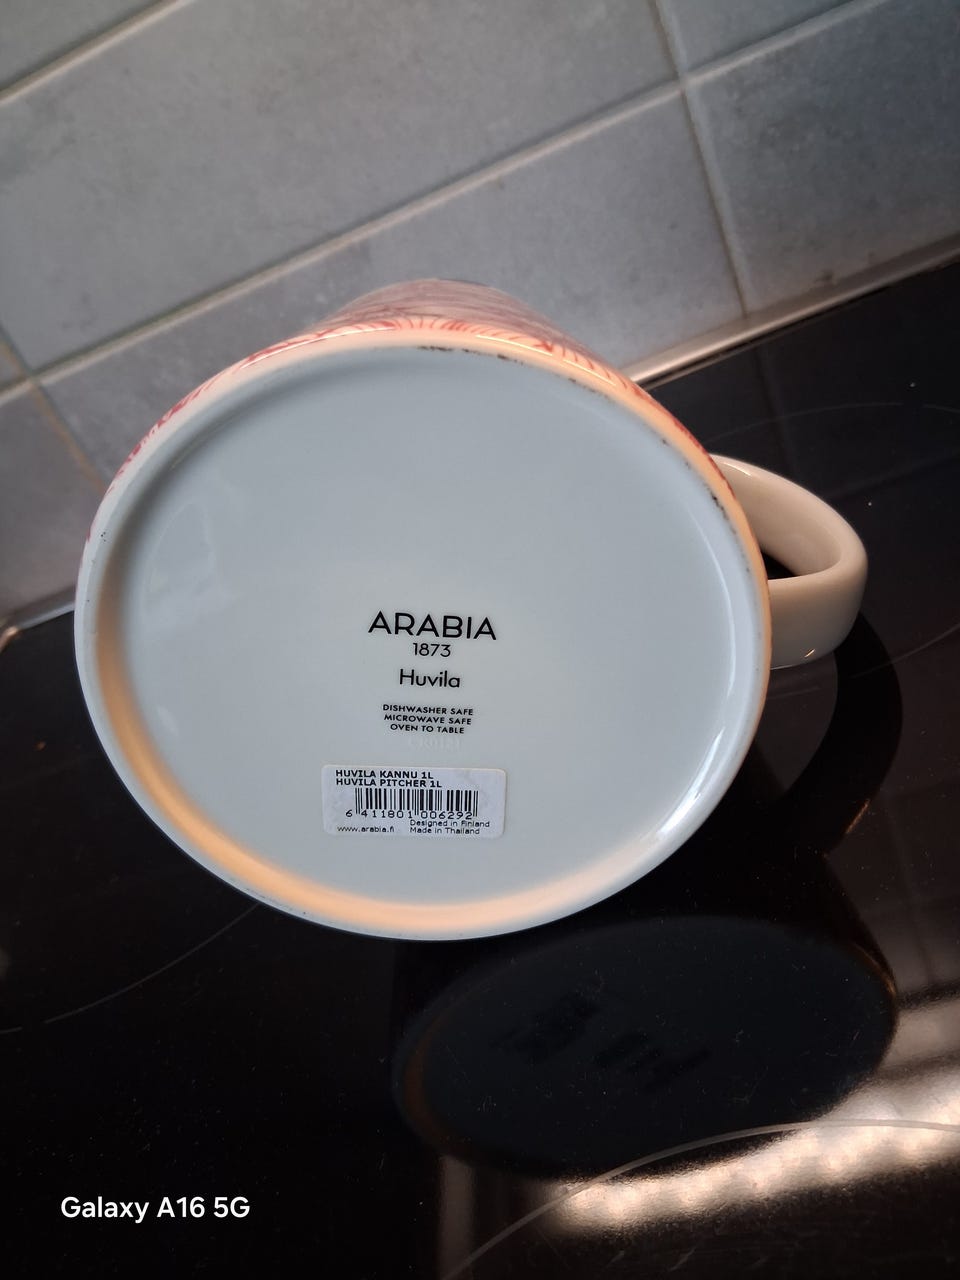 ARABIA
1873
Huvila
DISHWASHER SAFE
MICROWAVE SAFE
OVEN TO TABLE
HUVILA KANNU 1L
HUVILA PITCHER 1L
6 411801 006292
Designed in Finland
www.arabia.fi Made in Thailand
Galaxy A16 5G